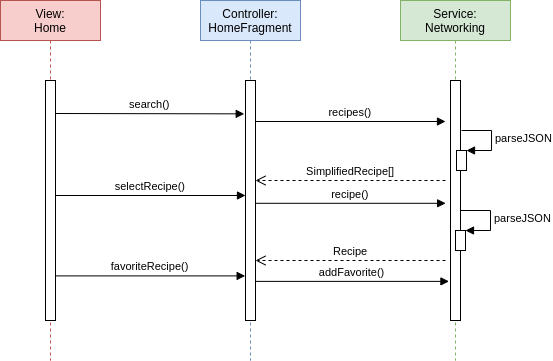 View:
Home
Controller:
HomeFragment
Service:
Networking
search()
recipes()
parseJSON
SimplifiedRecipe[]
selectRecipe()
recipe()
parseJSON
Recipe
favoriteRecipe()
addFavorite()